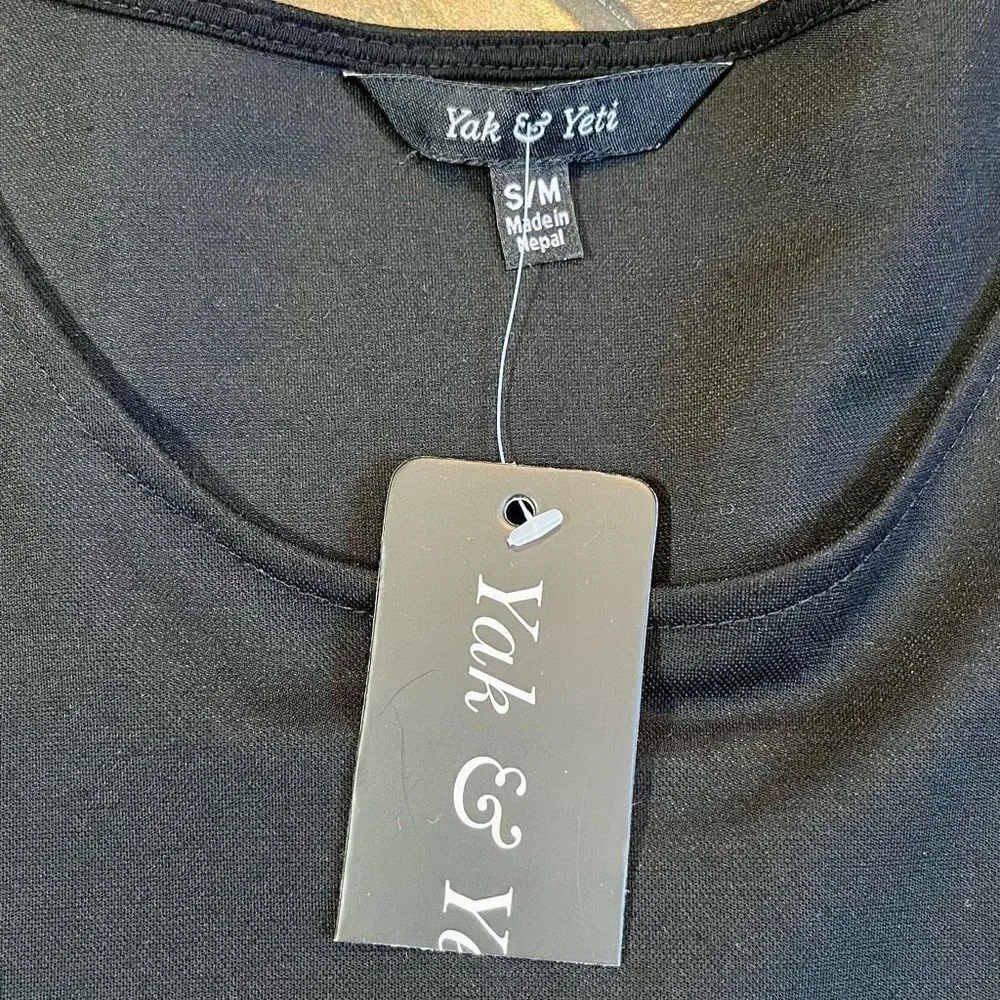 Yak & Yeti
S/M
Made in
Nepal
Yak & Ye